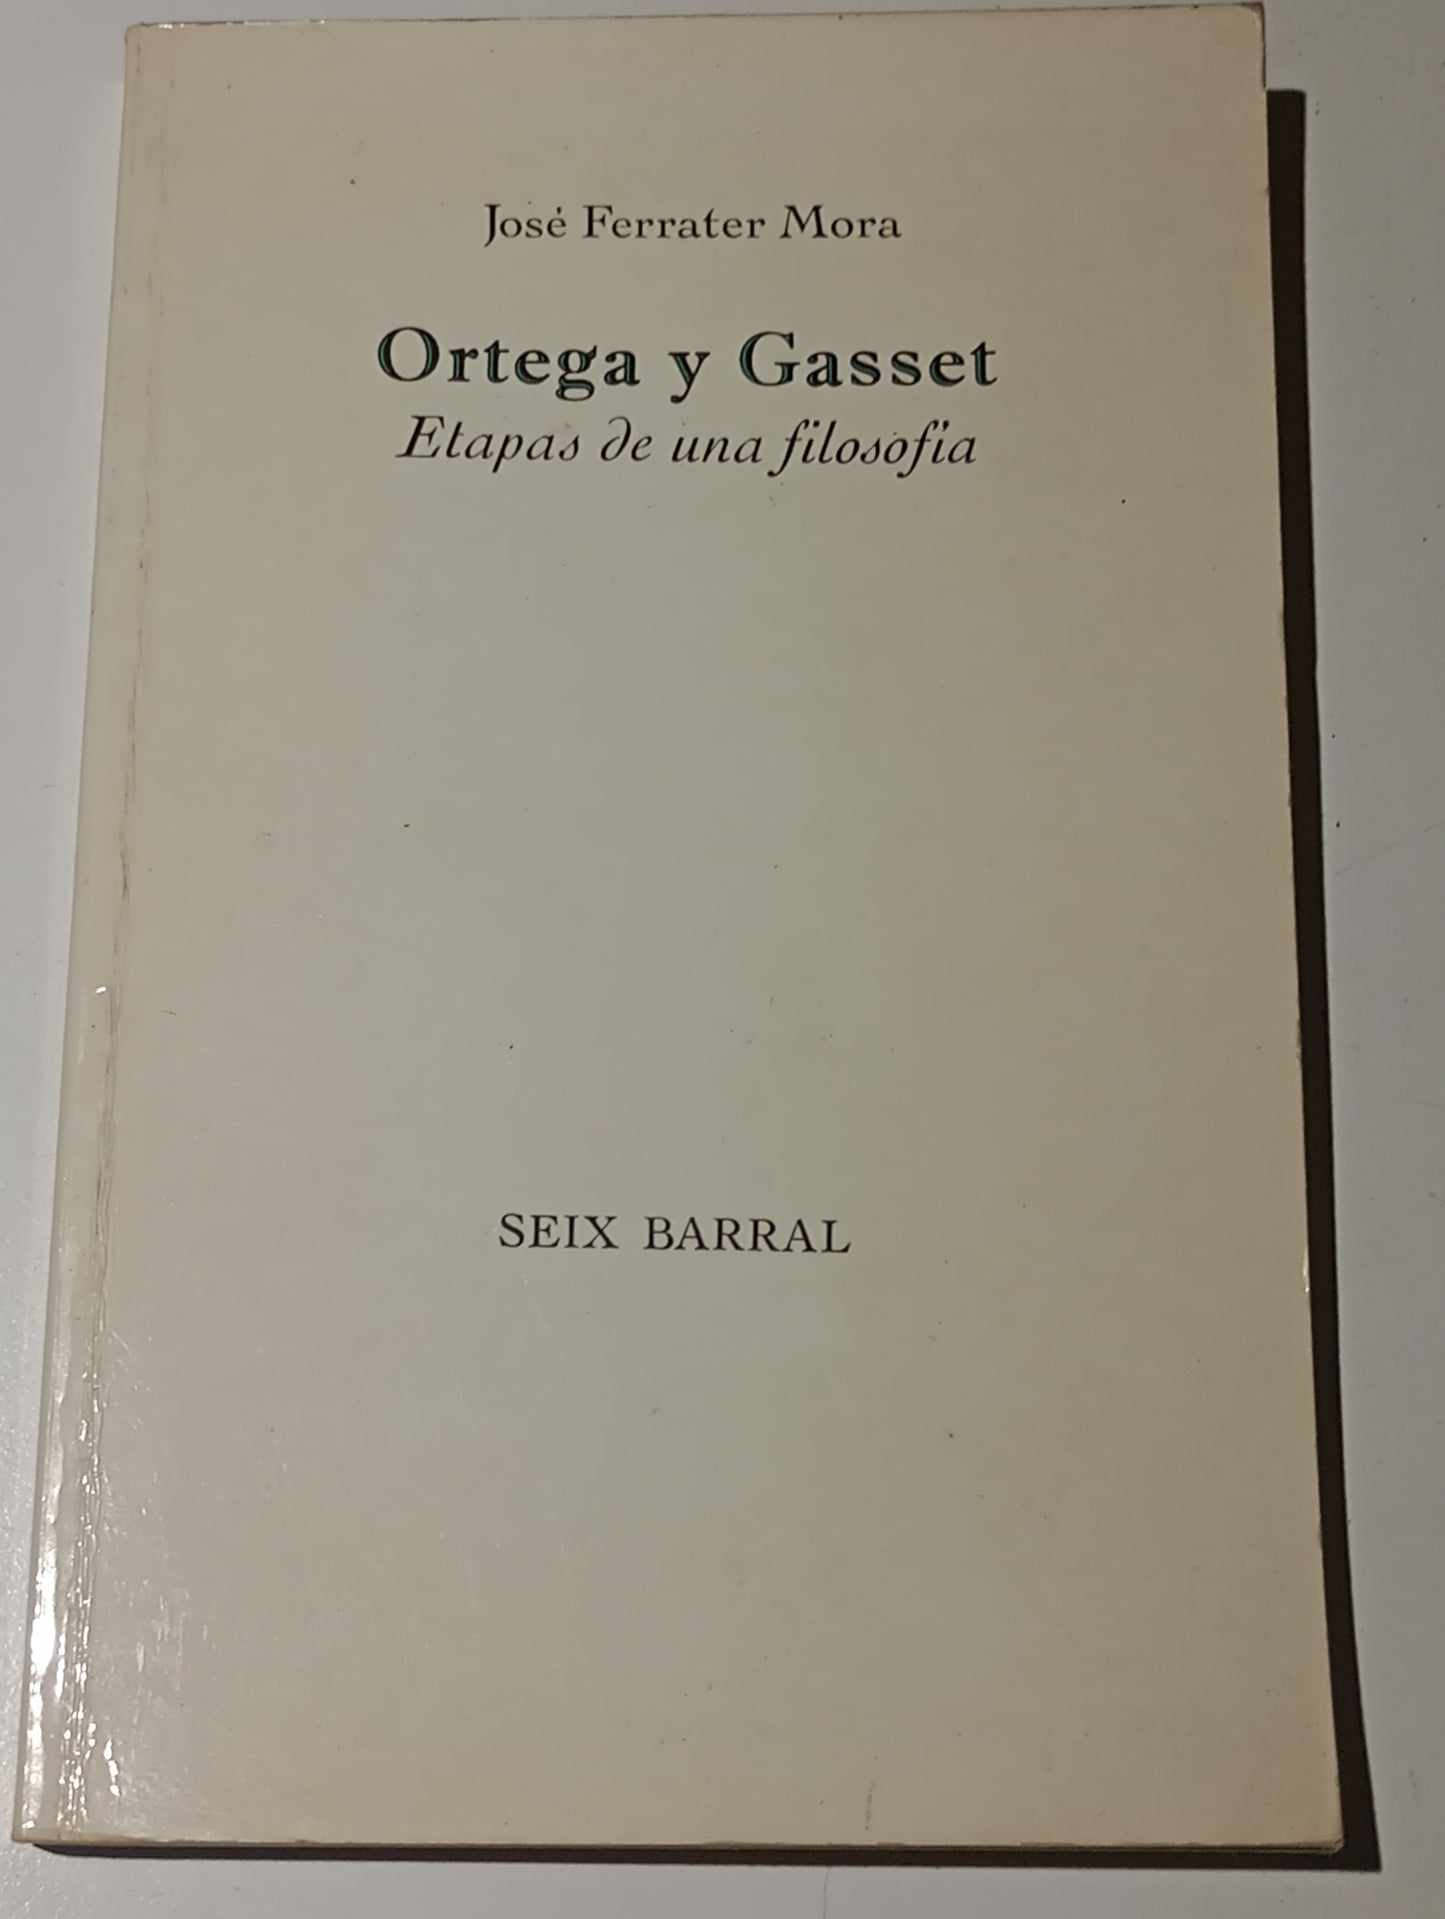 José Ferrater Mora
Ortega y Gasset
Etapas de una filosofía
SEIX BARRAL